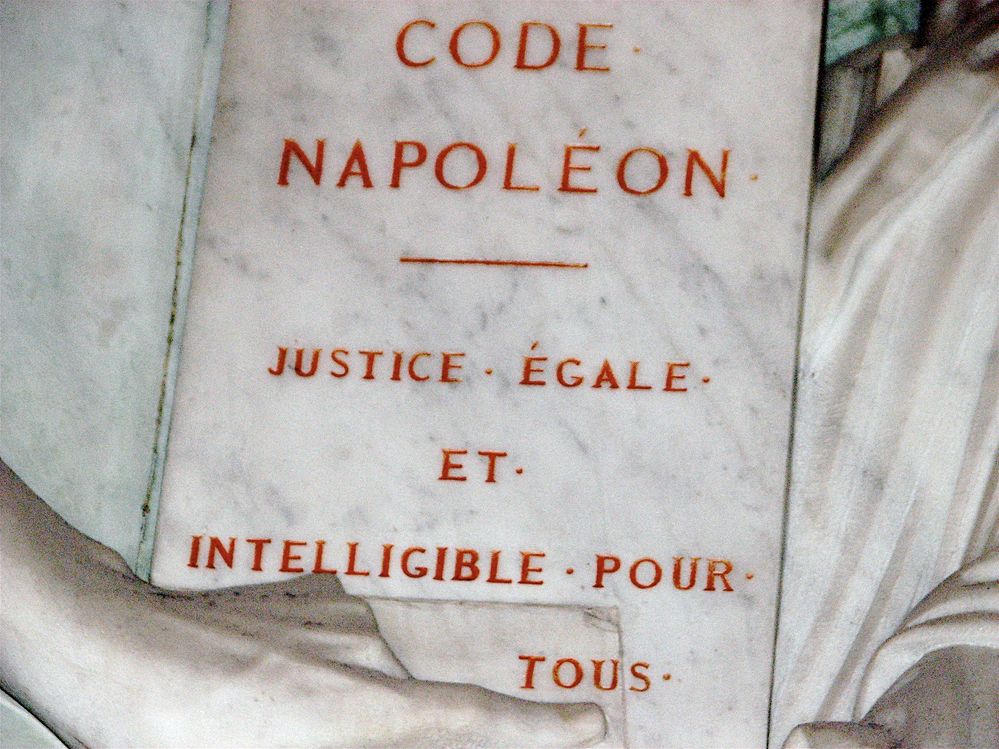 CODE·
NAPOLÉON·
JUSTICE · ÉGALE·
ET·
INTELLIGIBLE · POUR·
TOUS·